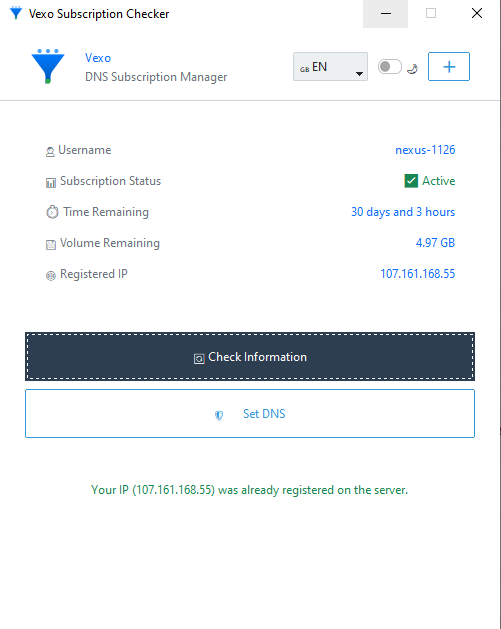 Vexo Subscription Checker
Vexo
DNS Subscription Manager
GB EN
Username nexus-1126
Subscription Status Active
Time Remaining 30 days and 3 hours
Volume Remaining 4.97 GB
Registered IP 107.161.168.55
Check Information
Set DNS
Your IP (107.161.168.55) was already registered on the server.